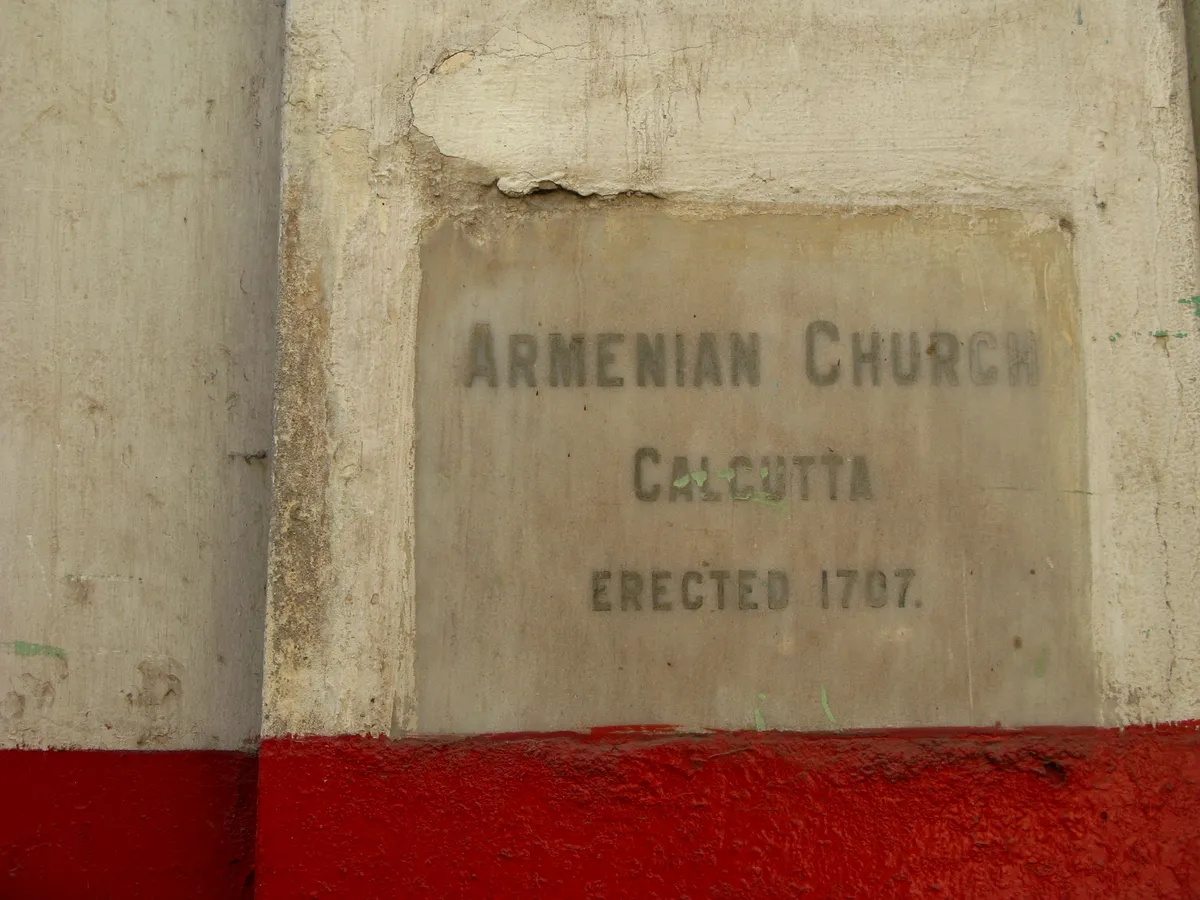 ARMENIAN CHURCH
CALCUTTA
ERECTED 1707.